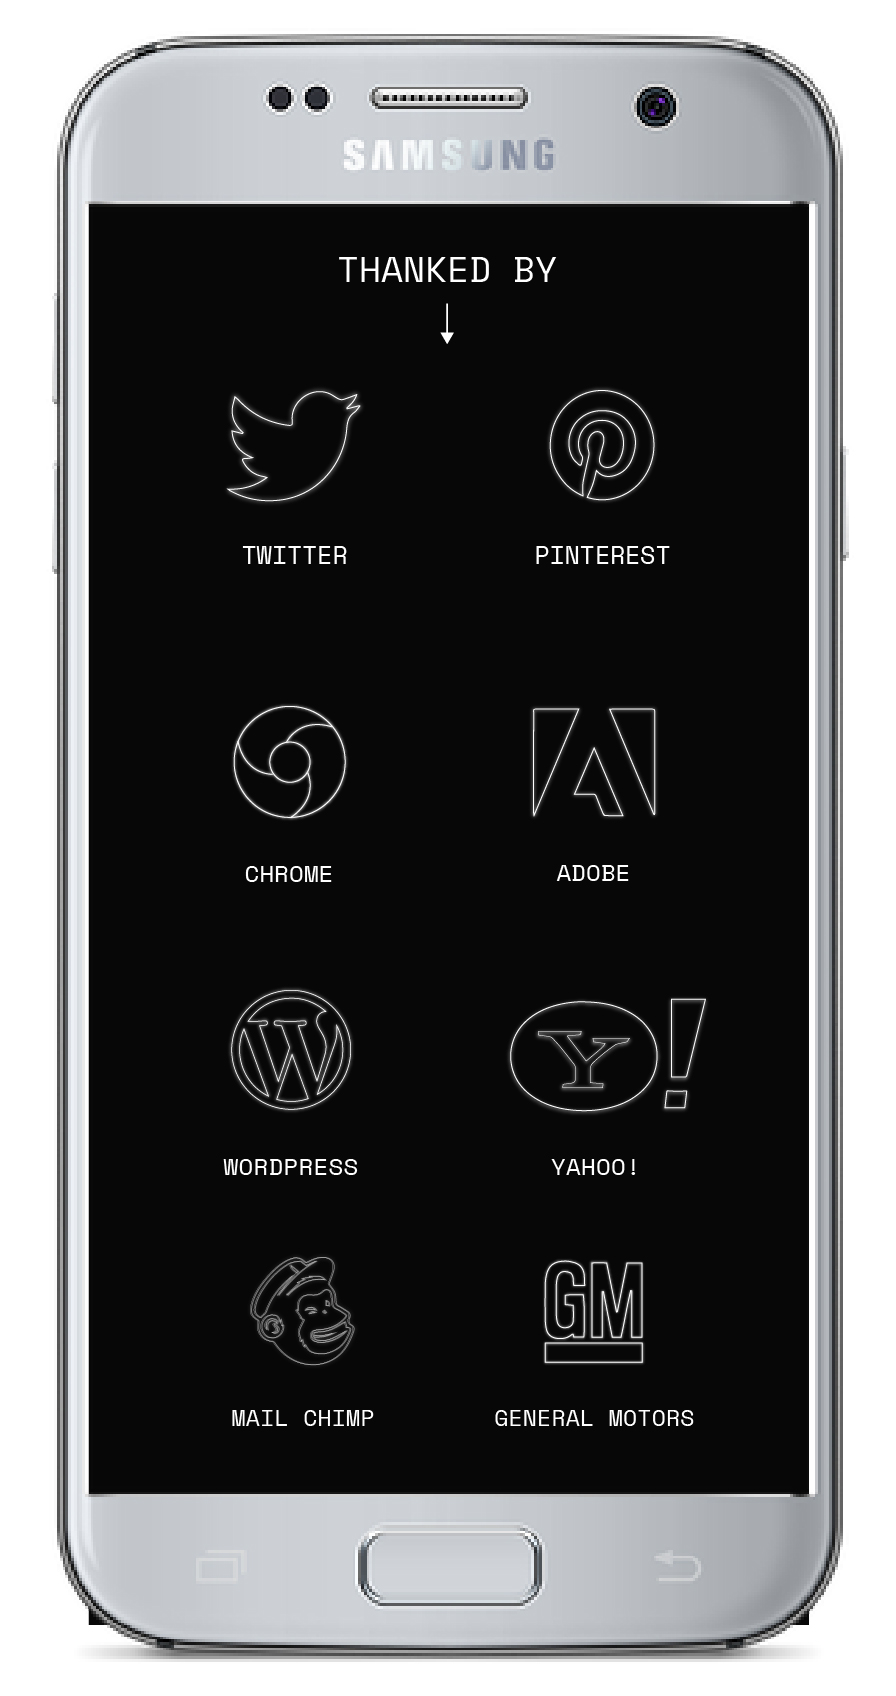 SAMSUNG
THANKED BY
TWITTER
PINTEREST
CHROME
ADOBE
WORDPRESS
YAHOO!
MAIL CHIMP
GM
GENERAL MOTORS